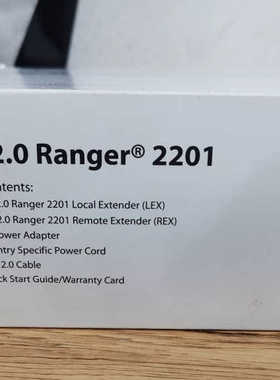 2.0 Ranger® 2201
ntents:
.0 Ranger 2201 Local Extender (LEX)
2.0 Ranger 2201 Remote Extender (REX)
ower Adapter
ntry Specific Power Cord
2.0 Cable
ck Start Guide/Warranty Card